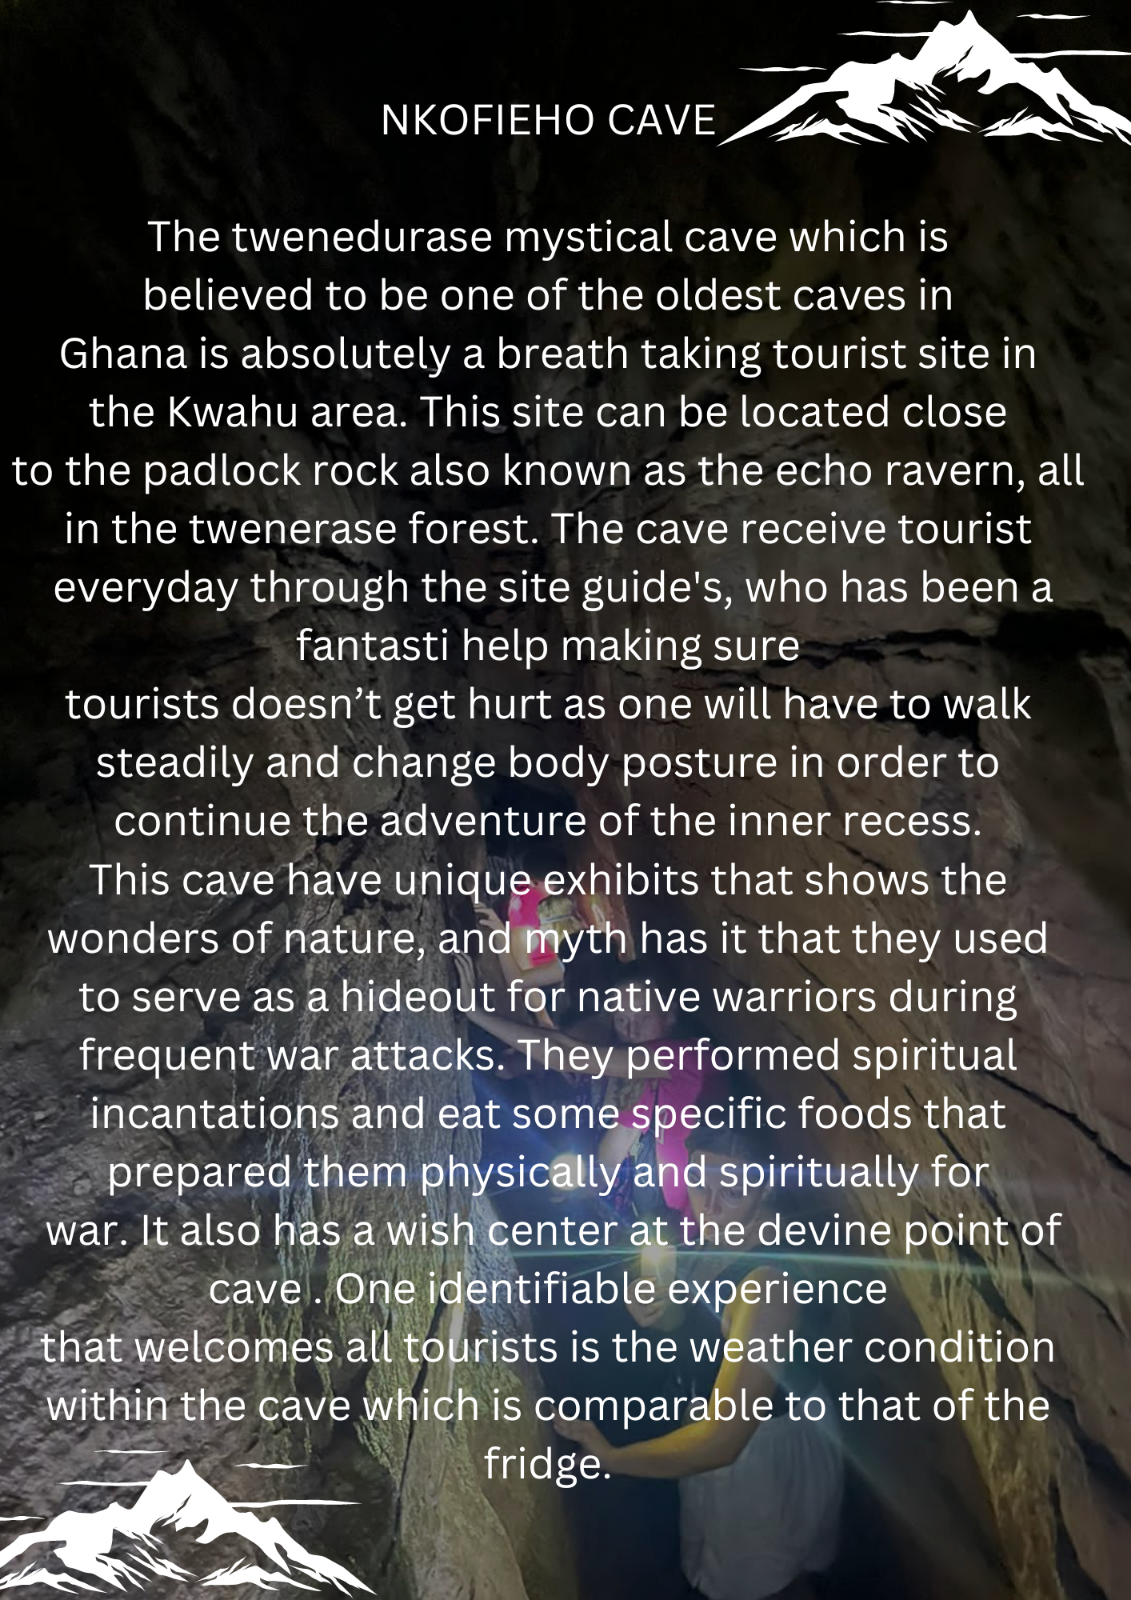 NKOFIEHO CAVE
The twenedurase mystical cave which is
believed to be one of the oldest caves in
Ghana is absolutely a breath taking tourist site in
the Kwahu area. This site can be located close
to the padlock rock also known as the echo ravern, all
in the twenerase forest. The cave receive tourist
everyday through the site guide's, who has been a
fantasti help making sure
tourists doesn’t get hurt as one will have to walk
steadily and change body posture in order to
continue the adventure of the inner recess.
This cave have unique exhibits that shows the
wonders of nature, and myth has it that they used
to serve as a hideout for native warriors during
frequent war attacks. They performed spiritual
incantations and eat some specific foods that
prepared them physically and spiritually for
war. It also has a wish center at the devine point of
cave . One identifiable experience
that welcomes all tourists is the weather condition
within the cave which is comparable to that of the
fridge.